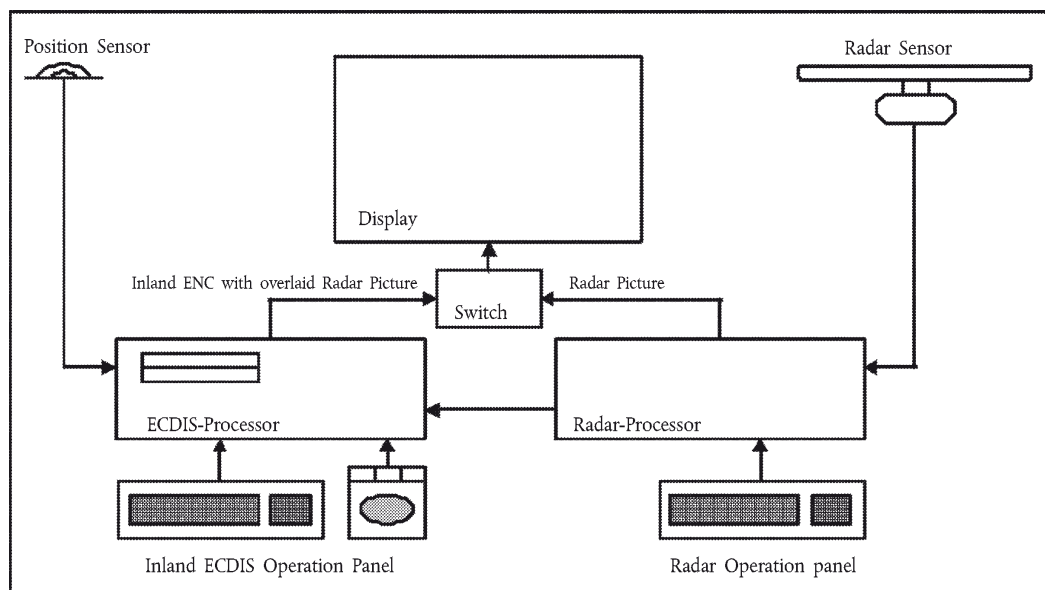 Position Sensor
Radar Sensor
Display
Inland ENC with overlaid Radar Picture
Radar Picture
Switch
ECDIS-Processor
Radar-Processor
Inland ECDIS Operation Panel
Radar Operation panel